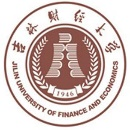 吉林财经大学
JILIN UNIVERSITY OF FINANCE AND ECONOMICS
1946